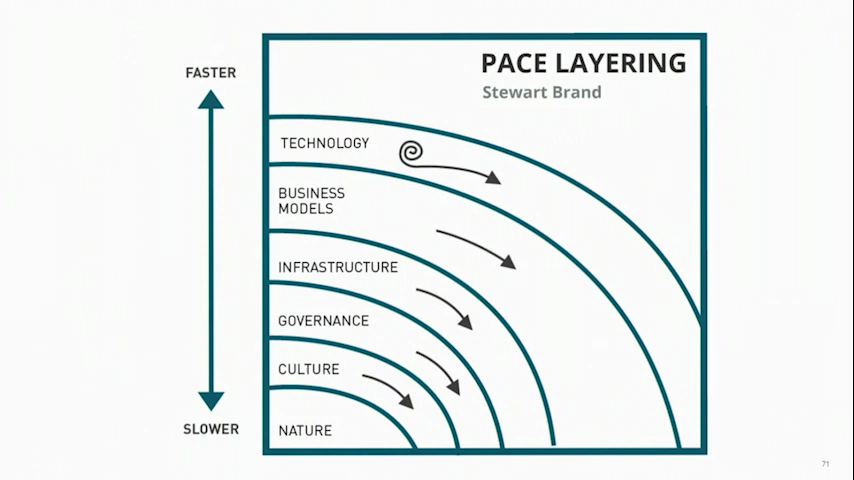 PACE LAYERING
Stewart Brand
FASTER
TECHNOLOGY
BUSINESS
MODELS
INFRASTRUCTURE
GOVERNANCE
CULTURE
NATURE
SLOWER
71